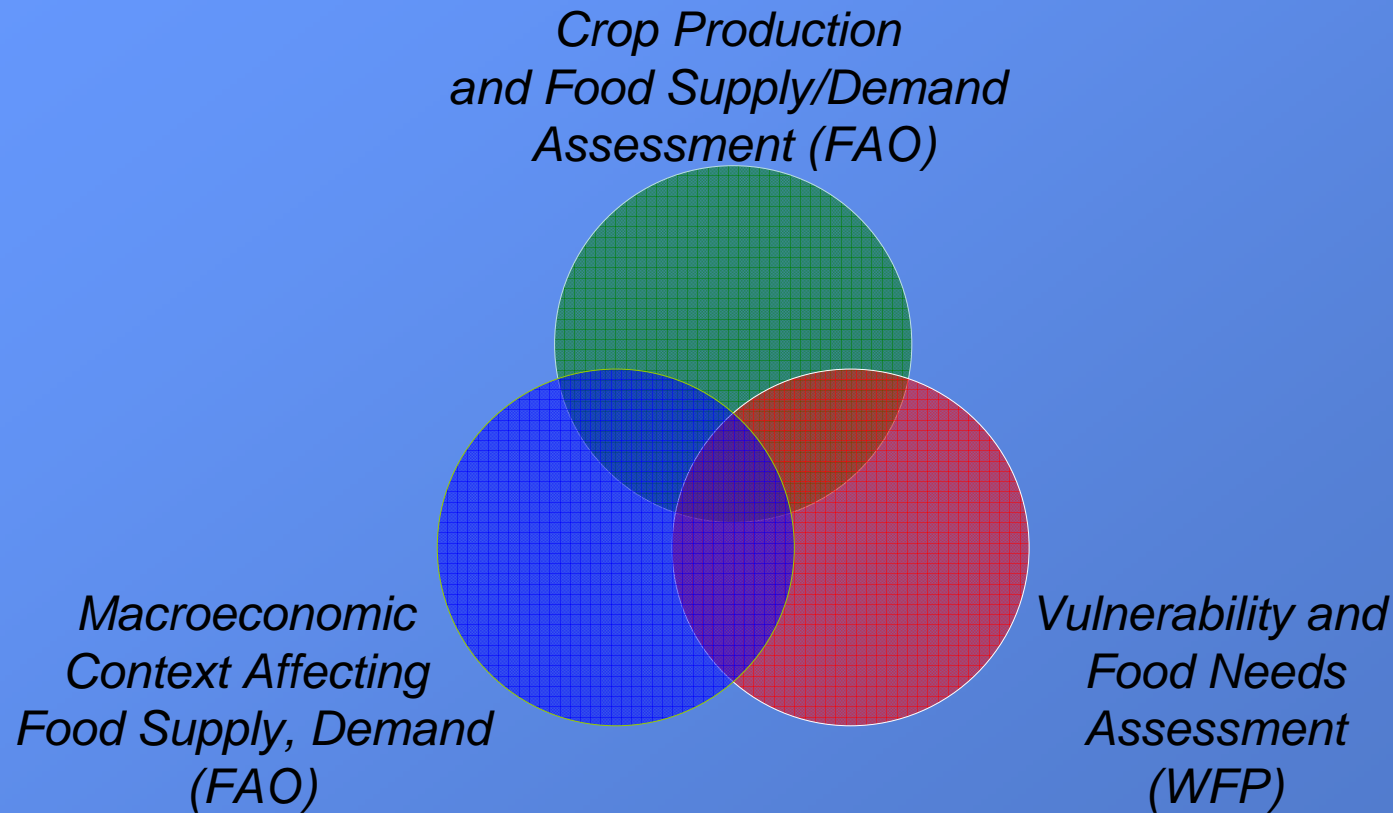 Crop Production
and Food Supply/Demand
Assessment (FAO)
Macroeconomic
Context Affecting
Food Supply, Demand
(FAO)
Vulnerability and
Food Needs
Assessment
(WFP)